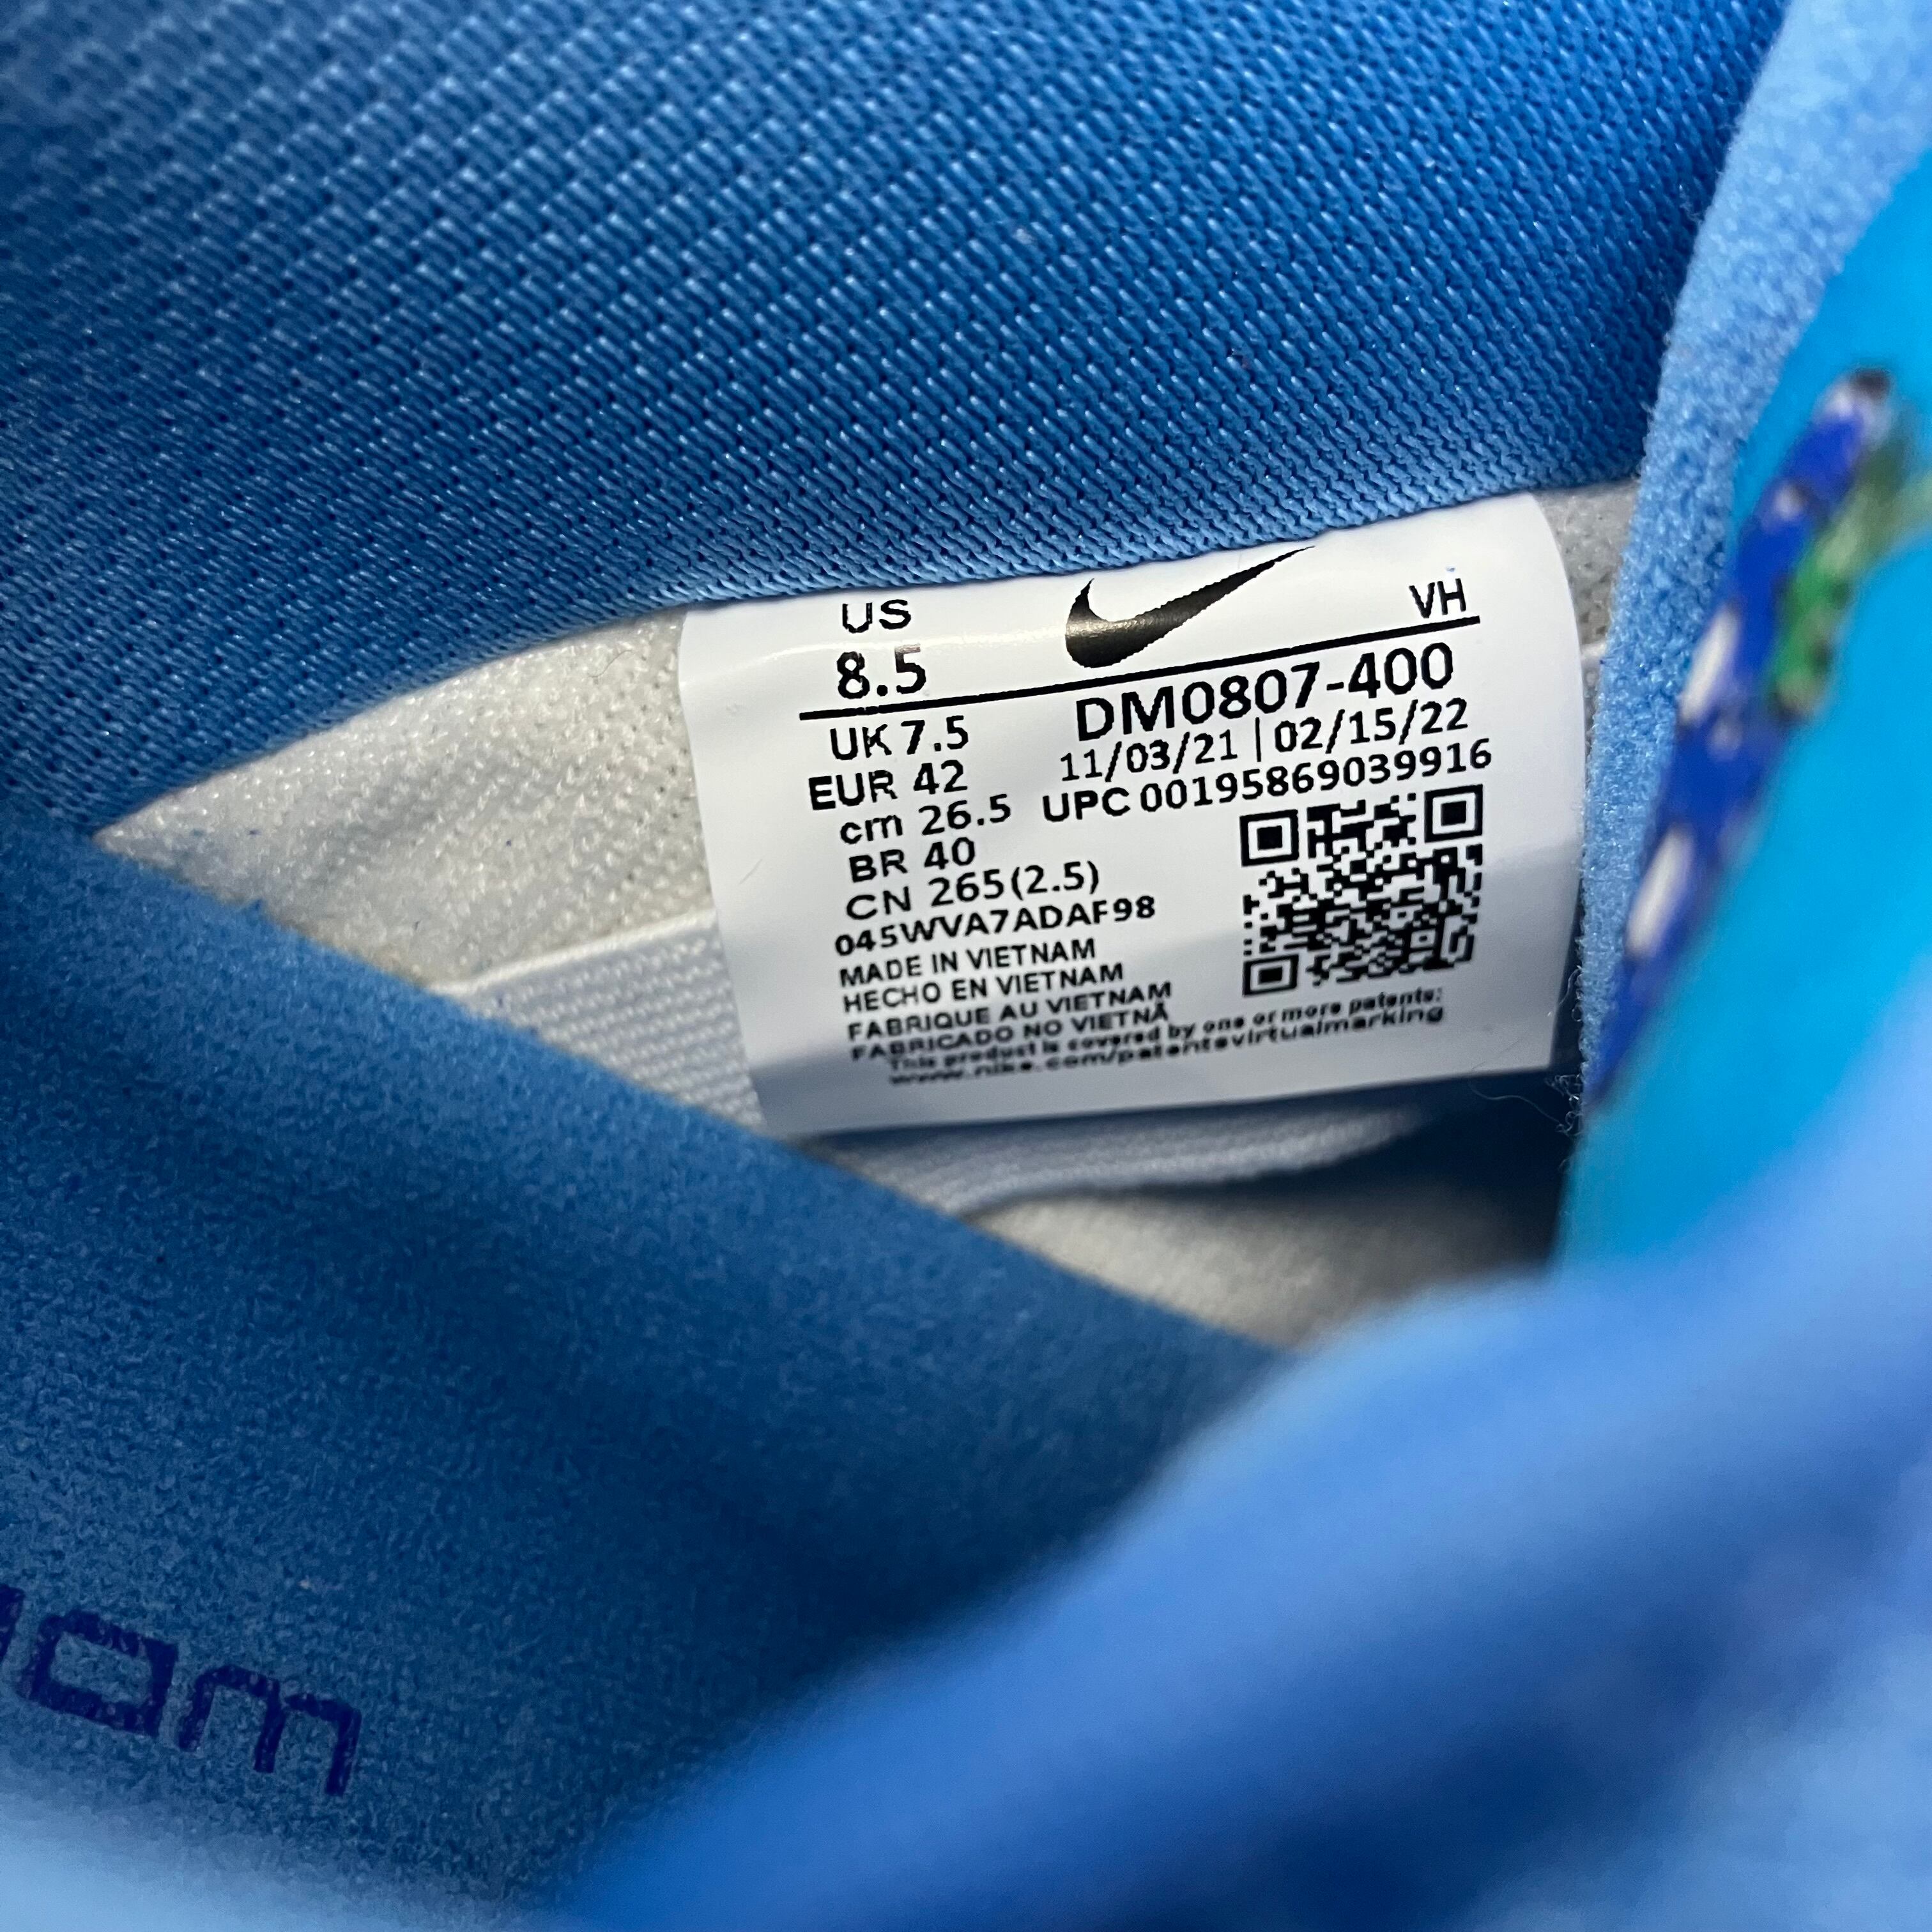 US
VH
8.5
DM0807-400
UK 7.5
11/03/21 | 02/15/22
EUR 42
UPC 00195869039916
cm 26.5
BR 40
CN 265(2.5)
045WVA7ADAF98
MADE IN VIETNAM
HECHO EN VIETNAM
FABRIQUE AU VIETNAM
FABRICADO NO VIETNÃ
This product is covered by one or more patents:
www.nike.com/patentsvirtualmarking